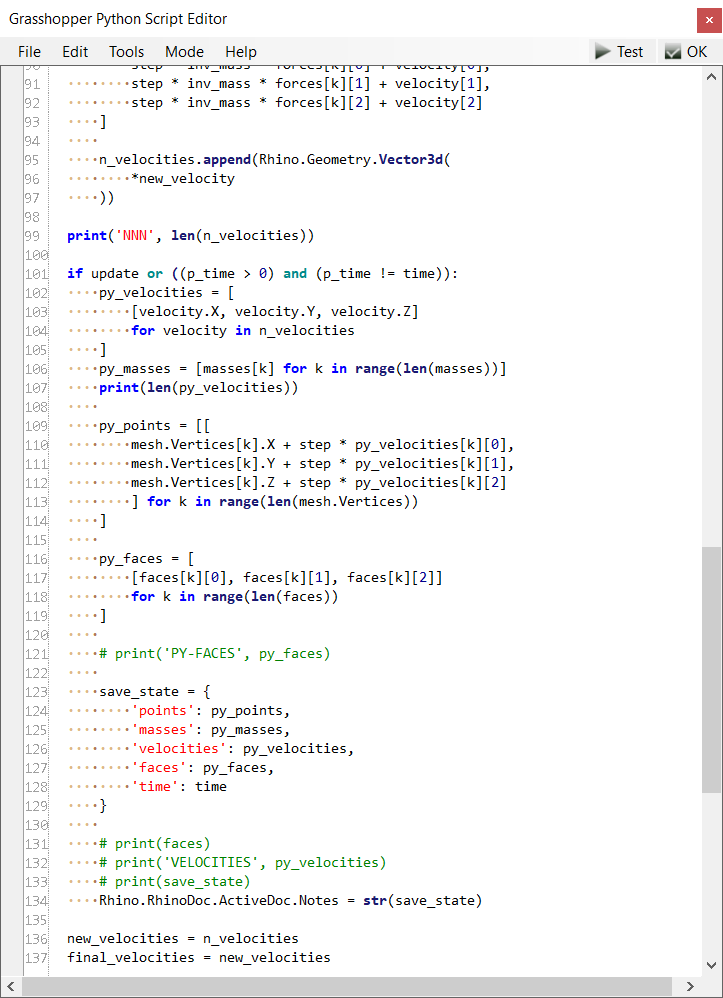 Grasshopper Python Script Editor
×
File Edit Tools Mode Help Test OK
90 step * inv_mass * forces[k][0] + velocity[0],
91 ········step * inv_mass * forces[k][1] + velocity[1],
92 ········step * inv_mass * forces[k][2] + velocity[2]
93 ····]
94 ····
95 ····n_velocities.append(Rhino.Geometry.Vector3d(
96 ········*new_velocity
97 ····))
98
99 print('NNN', len(n_velocities))
100
101 if update or ((p_time > 0) and (p_time != time)):
102 ····py_velocities = [
103 ········[velocity.X, velocity.Y, velocity.Z]
104 ········for velocity in n_velocities
105 ····]
106 ····py_masses = [masses[k] for k in range(len(masses))]
107 ····print(len(py_velocities))
108 ····
109 ····py_points = [[
110 ········mesh.Vertices[k].X + step * py_velocities[k][0],
111 ········mesh.Vertices[k].Y + step * py_velocities[k][1],
112 ········mesh.Vertices[k].Z + step * py_velocities[k][2]
113 ········] for k in range(len(mesh.Vertices))
114 ····]
115 ····
116 ····py_faces = [
117 ········[faces[k][0], faces[k][1], faces[k][2]]
118 ········for k in range(len(faces))
119 ····]
120 ····
121 ····# print('PY-FACES', py_faces)
122 ····
123 ····save_state = {
124 ········'points': py_points,
125 ········'masses': py_masses,
126 ········'velocities': py_velocities,
127 ········'faces': py_faces,
128 ········'time': time
129 ····}
130 ····
131 ····# print(faces)
132 ····# print('VELOCITIES', py_velocities)
133 ····# print(save_state)
134 ····Rhino.RhinoDoc.ActiveDoc.Notes = str(save_state)
135
136 new_velocities = n_velocities
137 final_velocities = new_velocities